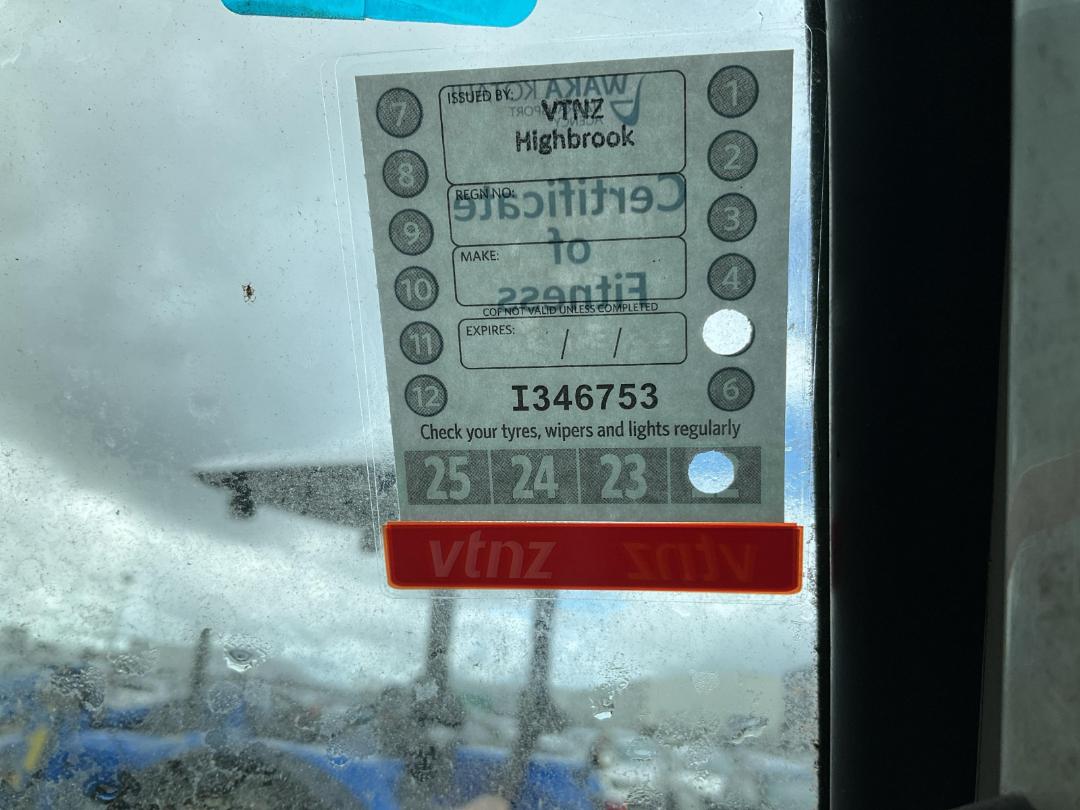 ISSUED BY:
WAKA KOTAHI
VTNZ
Highbrook
REGN NO:
Certificate
MAKE:
of
Fitness
COF NOT VALID UNLESS COMPLETED
EXPIRES: / /
I346753
Check your tyres, wipers and lights regularly
7 1
8 2
9 3
10 4
11
12 6
25 24 23
vtnz vtnz